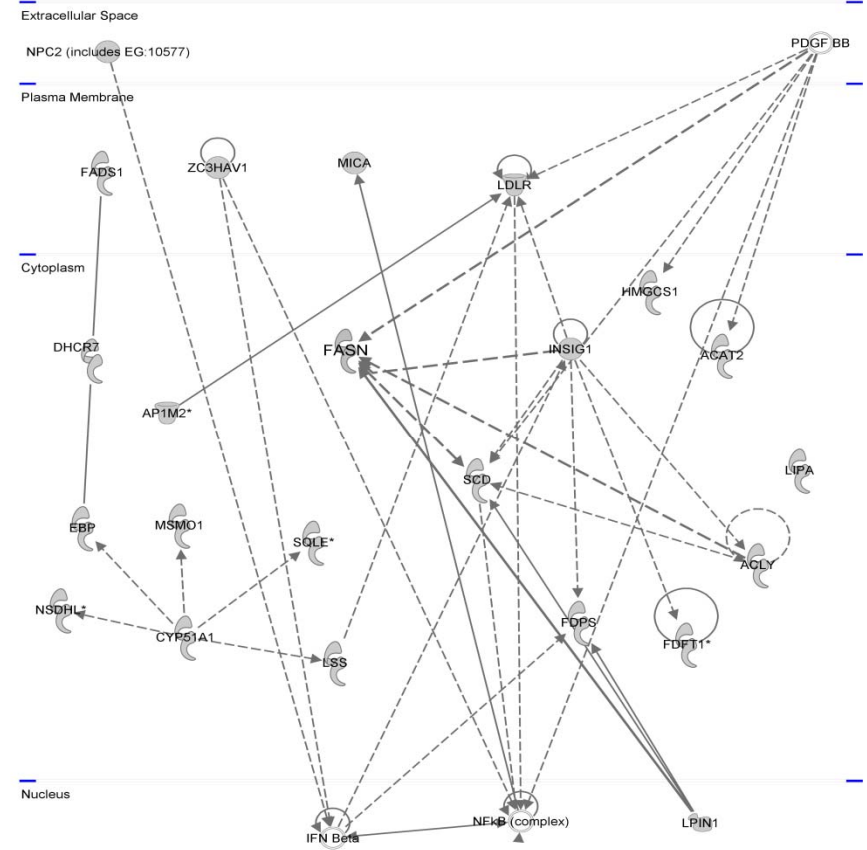 Extracellular Space
PDGF BB
NPC2 (includes EG:10577)
Plasma Membrane
MICA
ZC3HAV1
FADS1
LDLR
Cytoplasm
HMGCS1
DHCR7
FASN
INSIG1
ACAT2
AP1M2*
LIPA
SCD
EBP
MSMO1
SQLE*
ACLY
NSDHL*
CYP51A1
FDPS
FDFT1*
LSS
Nucleus
NFkB (complex)
LPIN1
IFN Beta